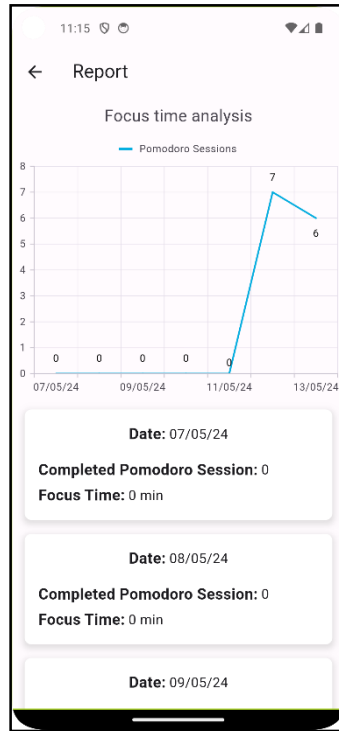 11:15
Report
Focus time analysis
Pomodoro Sessions
8
7
7
6
6
5
4
3
2
1
0 0 0 0 0
0
07/05/24 09/05/24 11/05/24 13/05/24
Date: 07/05/24
Completed Pomodoro Session: 0
Focus Time: 0 min
Date: 08/05/24
Completed Pomodoro Session: 0
Focus Time: 0 min
Date: 09/05/24